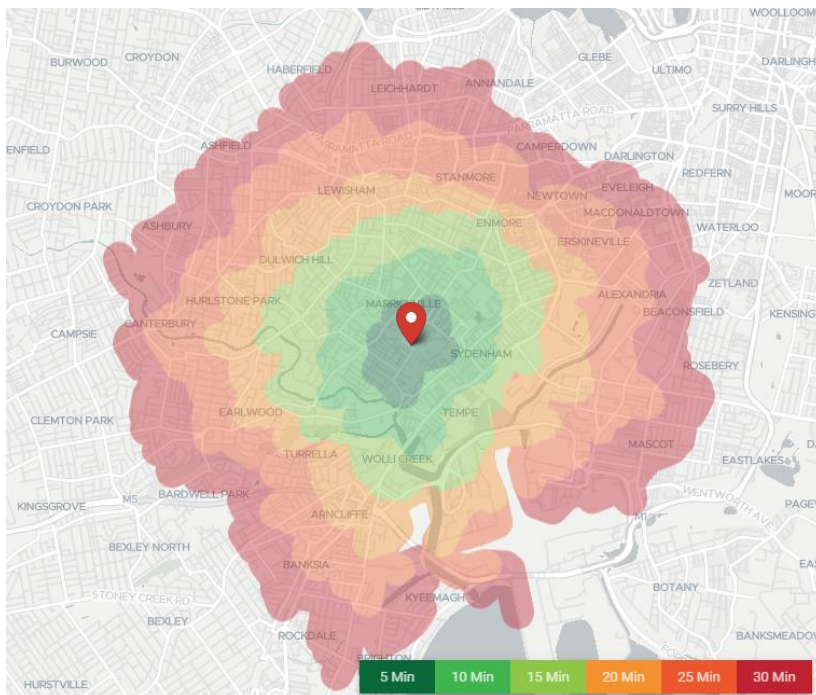 WOOLLOOM
BURWOOD
CROYDON
HABERFIELD
GLEBE
ULTIMO
DARLINGH
LEICHHARDT
ANNANDALE
SURRY HILLS
PARRAMATTA ROAD
PARRAMATTA ROAD
ENFIELD
ASHFIELD
CAMPERDOWN
DARLINGTON
REDFERN
STANMORE
LEWISHAM
NEWTOWN
EVELEIGH
MOOR
CROYDON PARK
MACDONALDTOWN
ASHBURY
ENMORE
WATERLOO
ERSKINEVILLE
DULWICH HILL
ZETLAND
ALEXANDRIA
HURLSTONE PARK
MARRICKVILLE
BEACONSFIELD
KENSING
CANTERBURY
CAMPSIE
SYDENHAM
ROSEBERY
EARLWOOD
TEMPE
CLEMTON PARK
MASCOT
TURRELLA
WOLLI CREEK
EASTLAKES
BARDWELL PARK
M5
WENTWORTH AVE
KINGSGROVE
PAGEW
ARNCLIFFE
M1
BEXLEY NORTH
BANKSIA
BOTANY
STONEY CREEK RD
KYEEMAGH
BEXLEY
ROCKDALE
BANKSMEADOW
BRIGHTON
HURSTVILLE
5 Min 10 Min 15 Min 20 Min 25 Min 30 Min